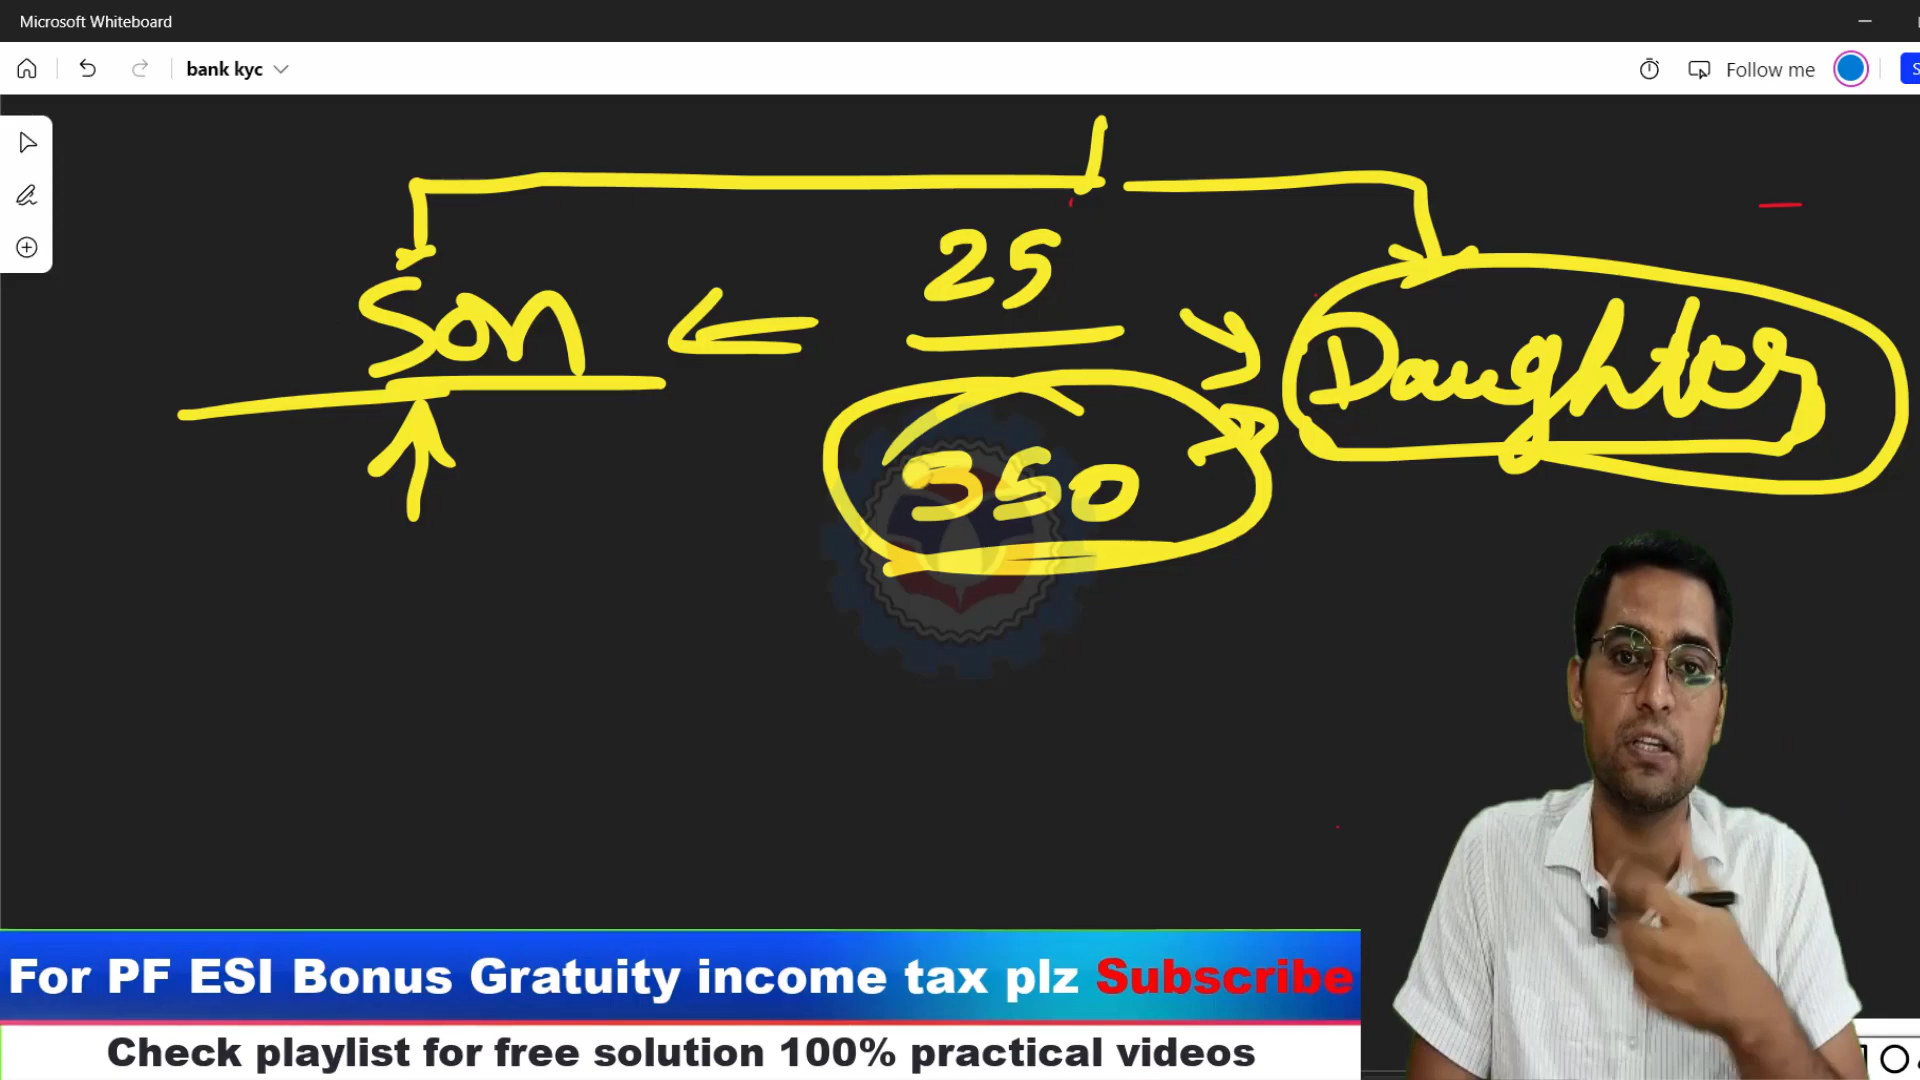 Microsoft Whiteboard
bank kyc
Follow me
25
Son
Daughter
350
For PF ESI Bonus Gratuity income tax plz Subscribe
Check playlist for free solution 100% practical videos